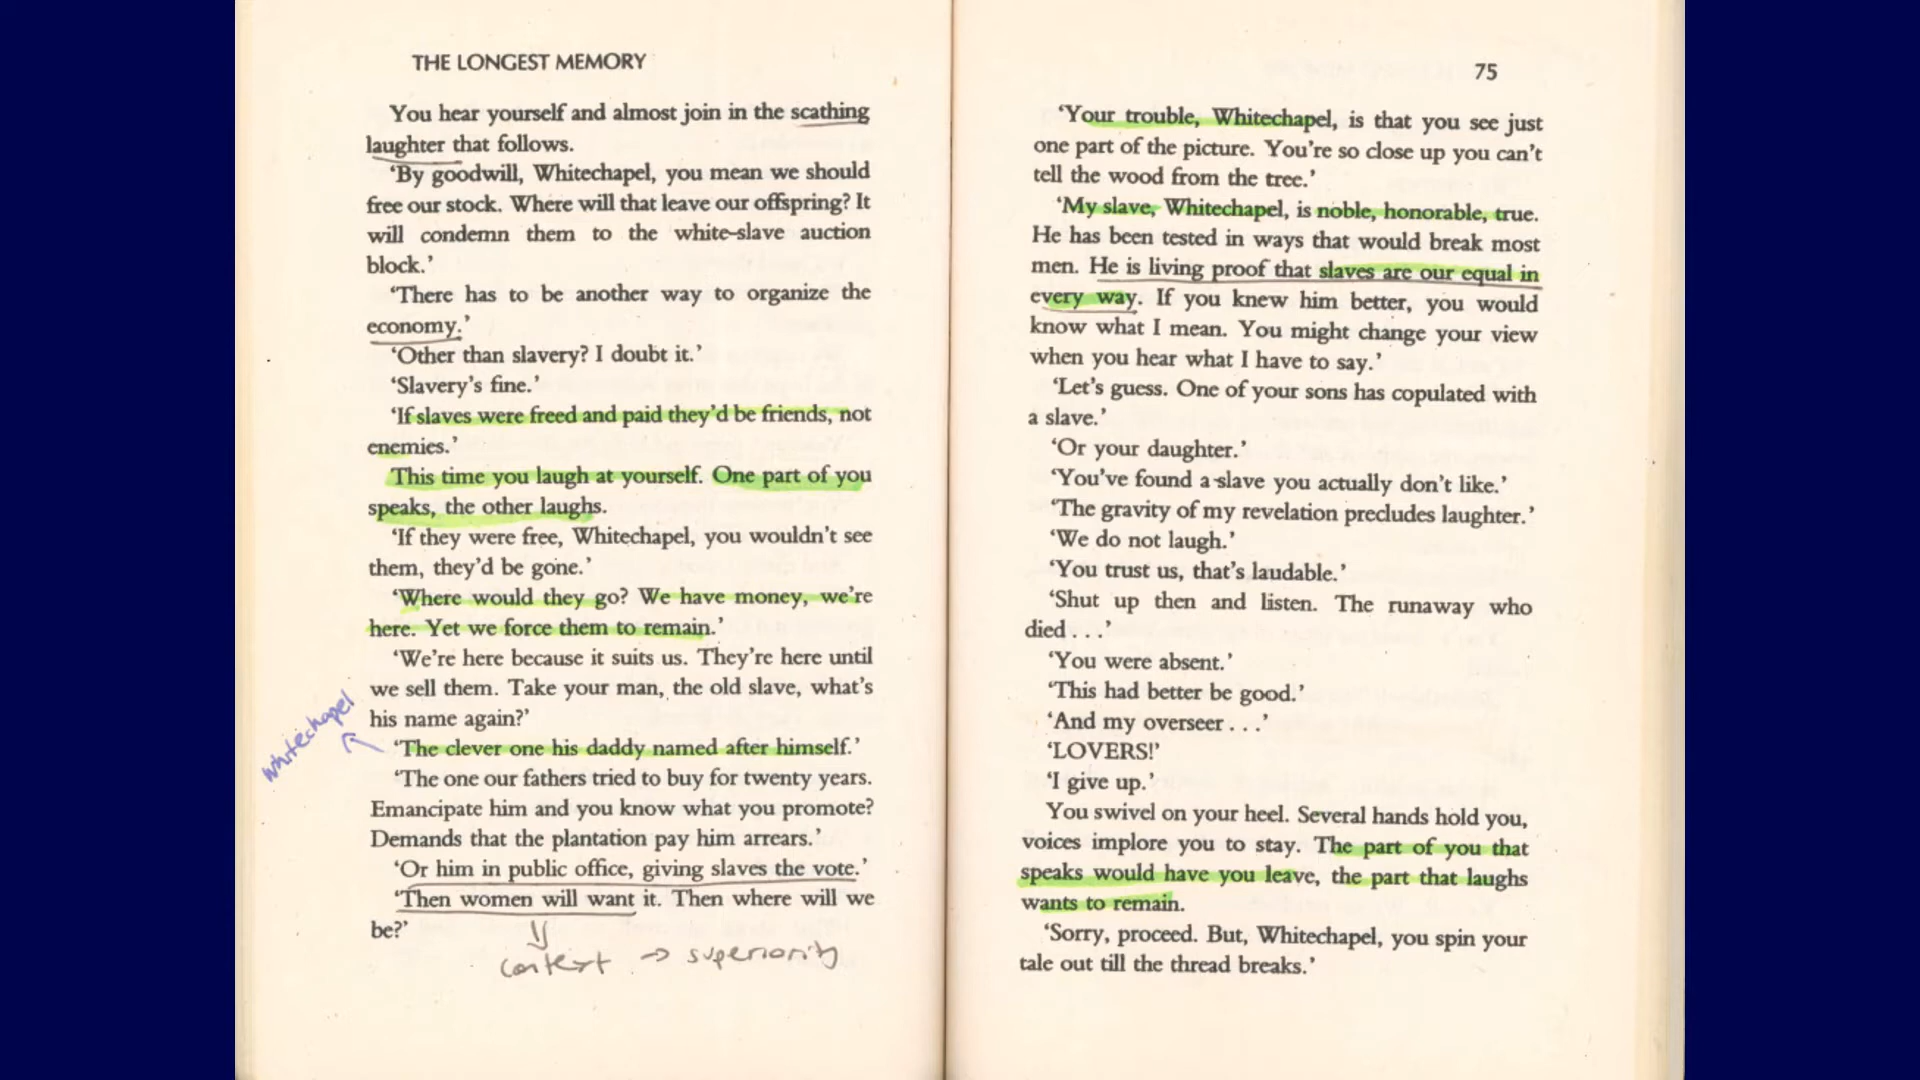 THE LONGEST MEMORY
You hear yourself and almost join in the scathing
laughter that follows.
‘By goodwill, Whitechapel, you mean we should
free our stock. Where will that leave our offspring? It
will condemn them to the white-slave auction
block.’
‘There has to be another way to organize the
economy.’
‘Other than slavery? I doubt it.’
‘Slavery’s fine.’
‘If slaves were freed and paid they’d be friends, not
enemies.’
This time you laugh at yourself. One part of you
speaks, the other laughs.
‘If they were free, Whitechapel, you wouldn’t see
them, they’d be gone.’
‘Where would they go? We have money, we’re
here. Yet we force them to remain.’
‘We’re here because it suits us. They’re here until
we sell them. Take your man, the old slave, what’s
his name again?’
Whitechapel
‘The clever one his daddy named after himself.’
‘The one our fathers tried to buy for twenty years.
Emancipate him and you know what you promote?
Demands that the plantation pay him arrears.’
‘Or him in public office, giving slaves the vote.’
‘Then women will want it. Then where will we
be?’
context → superiority
75
‘Your trouble, Whitechapel, is that you see just
one part of the picture. You’re so close up you can’t
tell the wood from the tree.’
‘My slave, Whitechapel, is noble, honorable, true.
He has been tested in ways that would break most
men. He is living proof that slaves are our equal in
every way. If you knew him better, you would
know what I mean. You might change your view
when you hear what I have to say.’
‘Let’s guess. One of your sons has copulated with
a slave.’
‘Or your daughter.’
‘You’ve found a slave you actually don’t like.’
‘The gravity of my revelation precludes laughter.’
‘We do not laugh.’
‘You trust us, that’s laudable.’
‘Shut up then and listen. The runaway who
died . . .’
‘You were absent.’
‘This had better be good.’
‘And my overseer . . .’
‘LOVERS!’
‘I give up.’
You swivel on your heel. Several hands hold you,
voices implore you to stay. The part of you that
speaks would have you leave, the part that laughs
wants to remain.
‘Sorry, proceed. But, Whitechapel, you spin your
tale out till the thread breaks.’